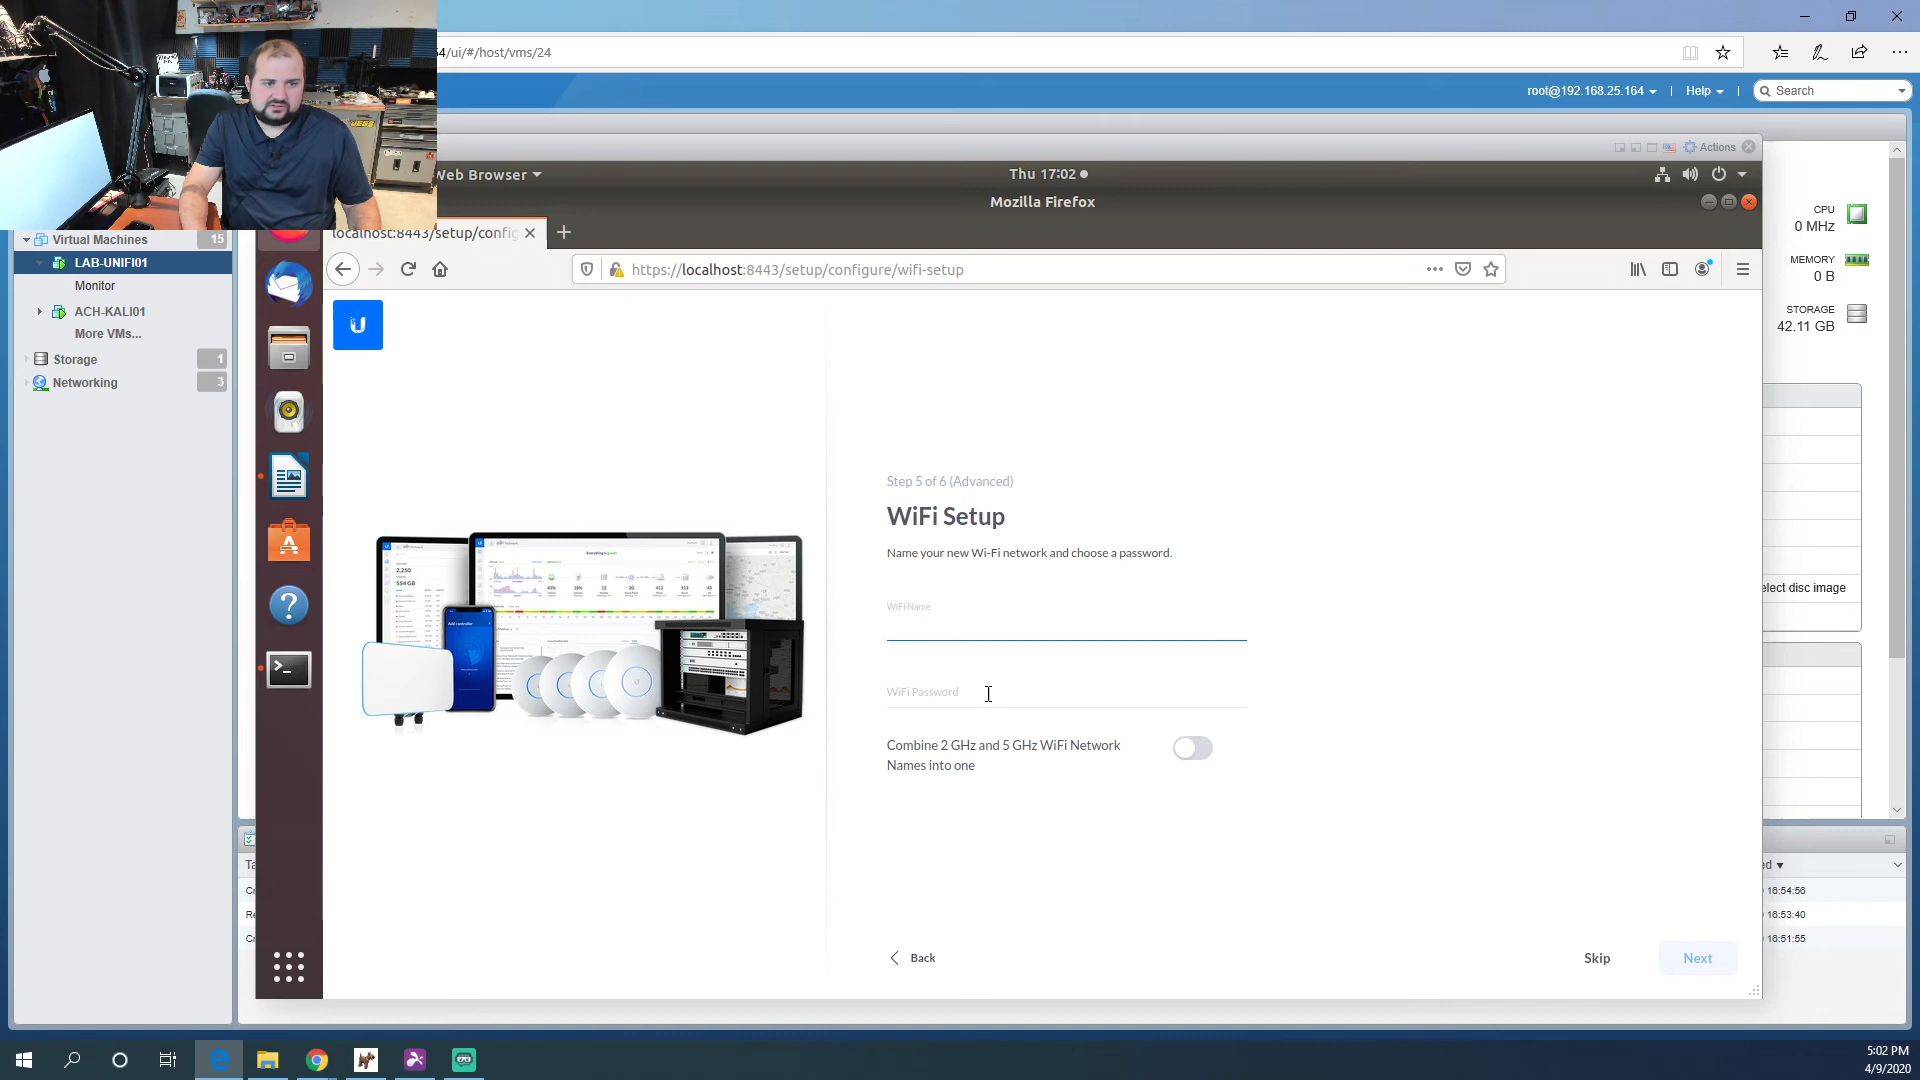 4/ui/#/host/vms/24
root@192.168.25.164
Help
Search
Actions
Web Browser
Thu 17:02
Mozilla Firefox
localhost:8443/setup/config
https://localhost:8443/setup/configure/wifi-setup
Virtual Machines 15
LAB-UNIFI01
Monitor
ACH-KALI01
More VMs...
Storage 1
Networking 3
CPU
0 MHz
MEMORY
0 B
STORAGE
42.11 GB
Step 5 of 6 (Advanced)
WiFi Setup
Name your new Wi-Fi network and choose a password.
WiFi Name
WiFi Password
Combine 2 GHz and 5 GHz WiFi Network
Names into one
elect disc image
Back
Skip
Next
Ta
ed
Cr
16:54:56
Re
16:53:40
Cr
16:51:55
5:02 PM
4/9/2020